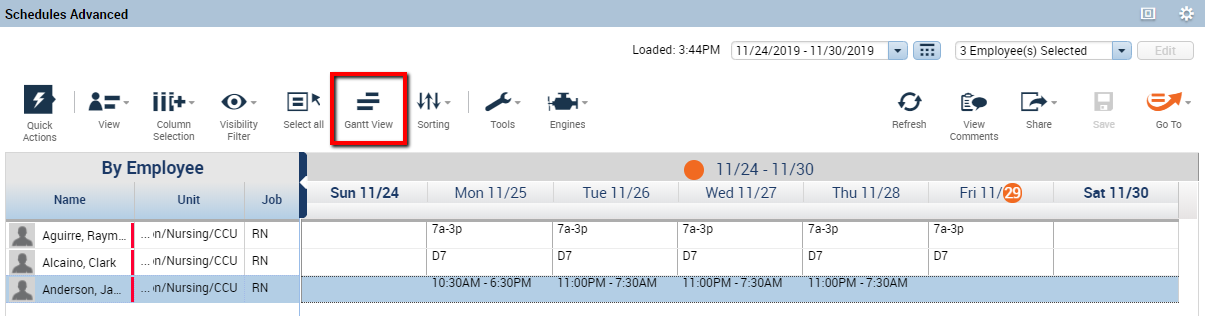 Schedules Advanced
Loaded: 3:44PM 11/24/2019 - 11/30/2019 3 Employee(s) Selected Edit
Quick Actions
View
Column Selection
Visibility Filter
Select all
Gantt View
Sorting
Tools
Engines
Refresh
View Comments
Share
Save
Go To
By Employee 11/24 - 11/30
Name Unit Job Sun 11/24 Mon 11/25 Tue 11/26 Wed 11/27 Thu 11/28 Fri 11/29 Sat 11/30
Aguirre, Raym... ...on/Nursing/CCU RN 7a-3p 7a-3p 7a-3p 7a-3p 7a-3p
Alcaino, Clark ...on/Nursing/CCU RN D7 D7 D7 D7 D7
Anderson, Ja... ...on/Nursing/CCU RN 10:30AM - 6:30PM 11:00PM - 7:30AM 11:00PM - 7:30AM 11:00PM - 7:30AM